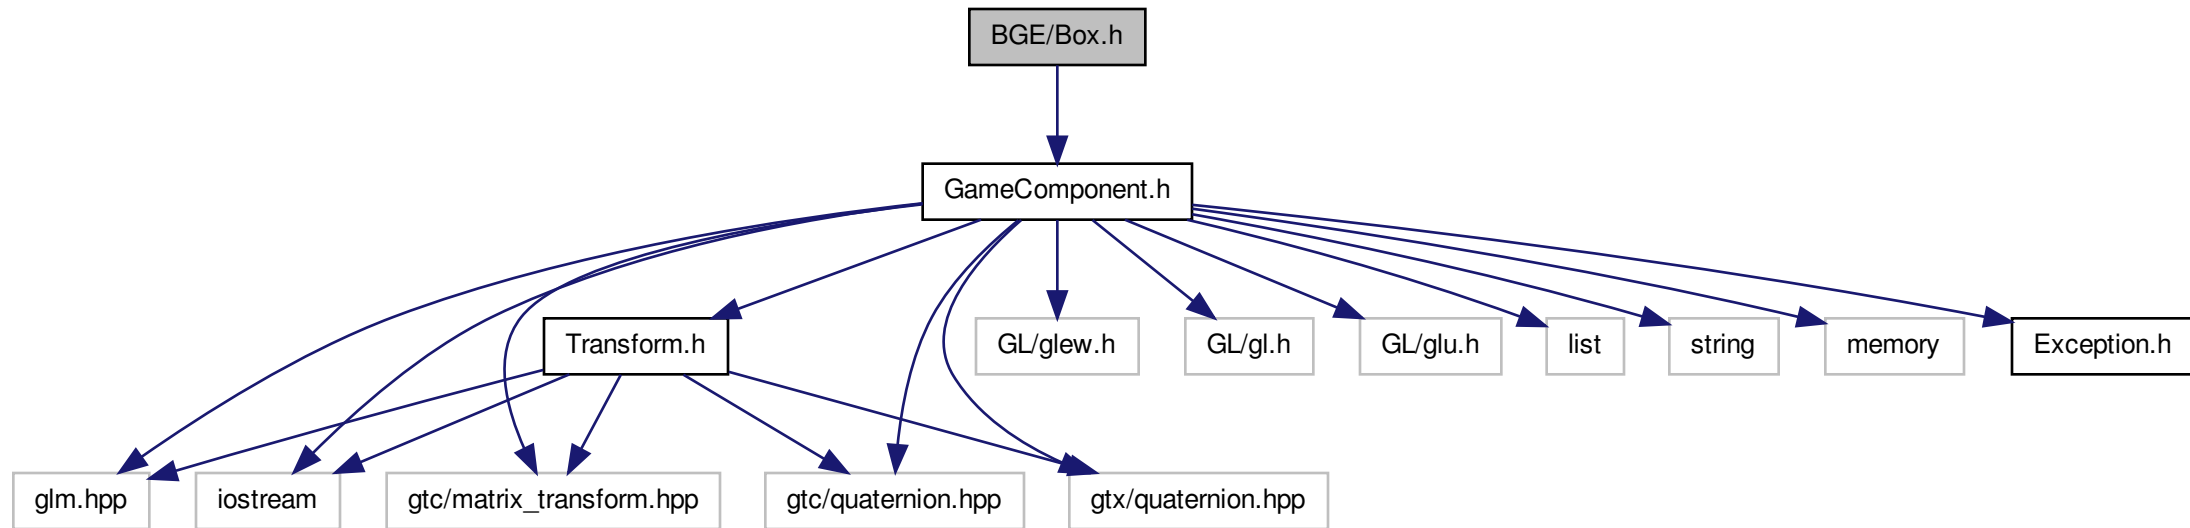 BGE/Box.h
GameComponent.h
Transform.h
GL/glew.h
GL/gl.h
GL/glu.h
list
string
memory
Exception.h
glm.hpp
iostream
gtc/matrix_transform.hpp
gtc/quaternion.hpp
gtx/quaternion.hpp